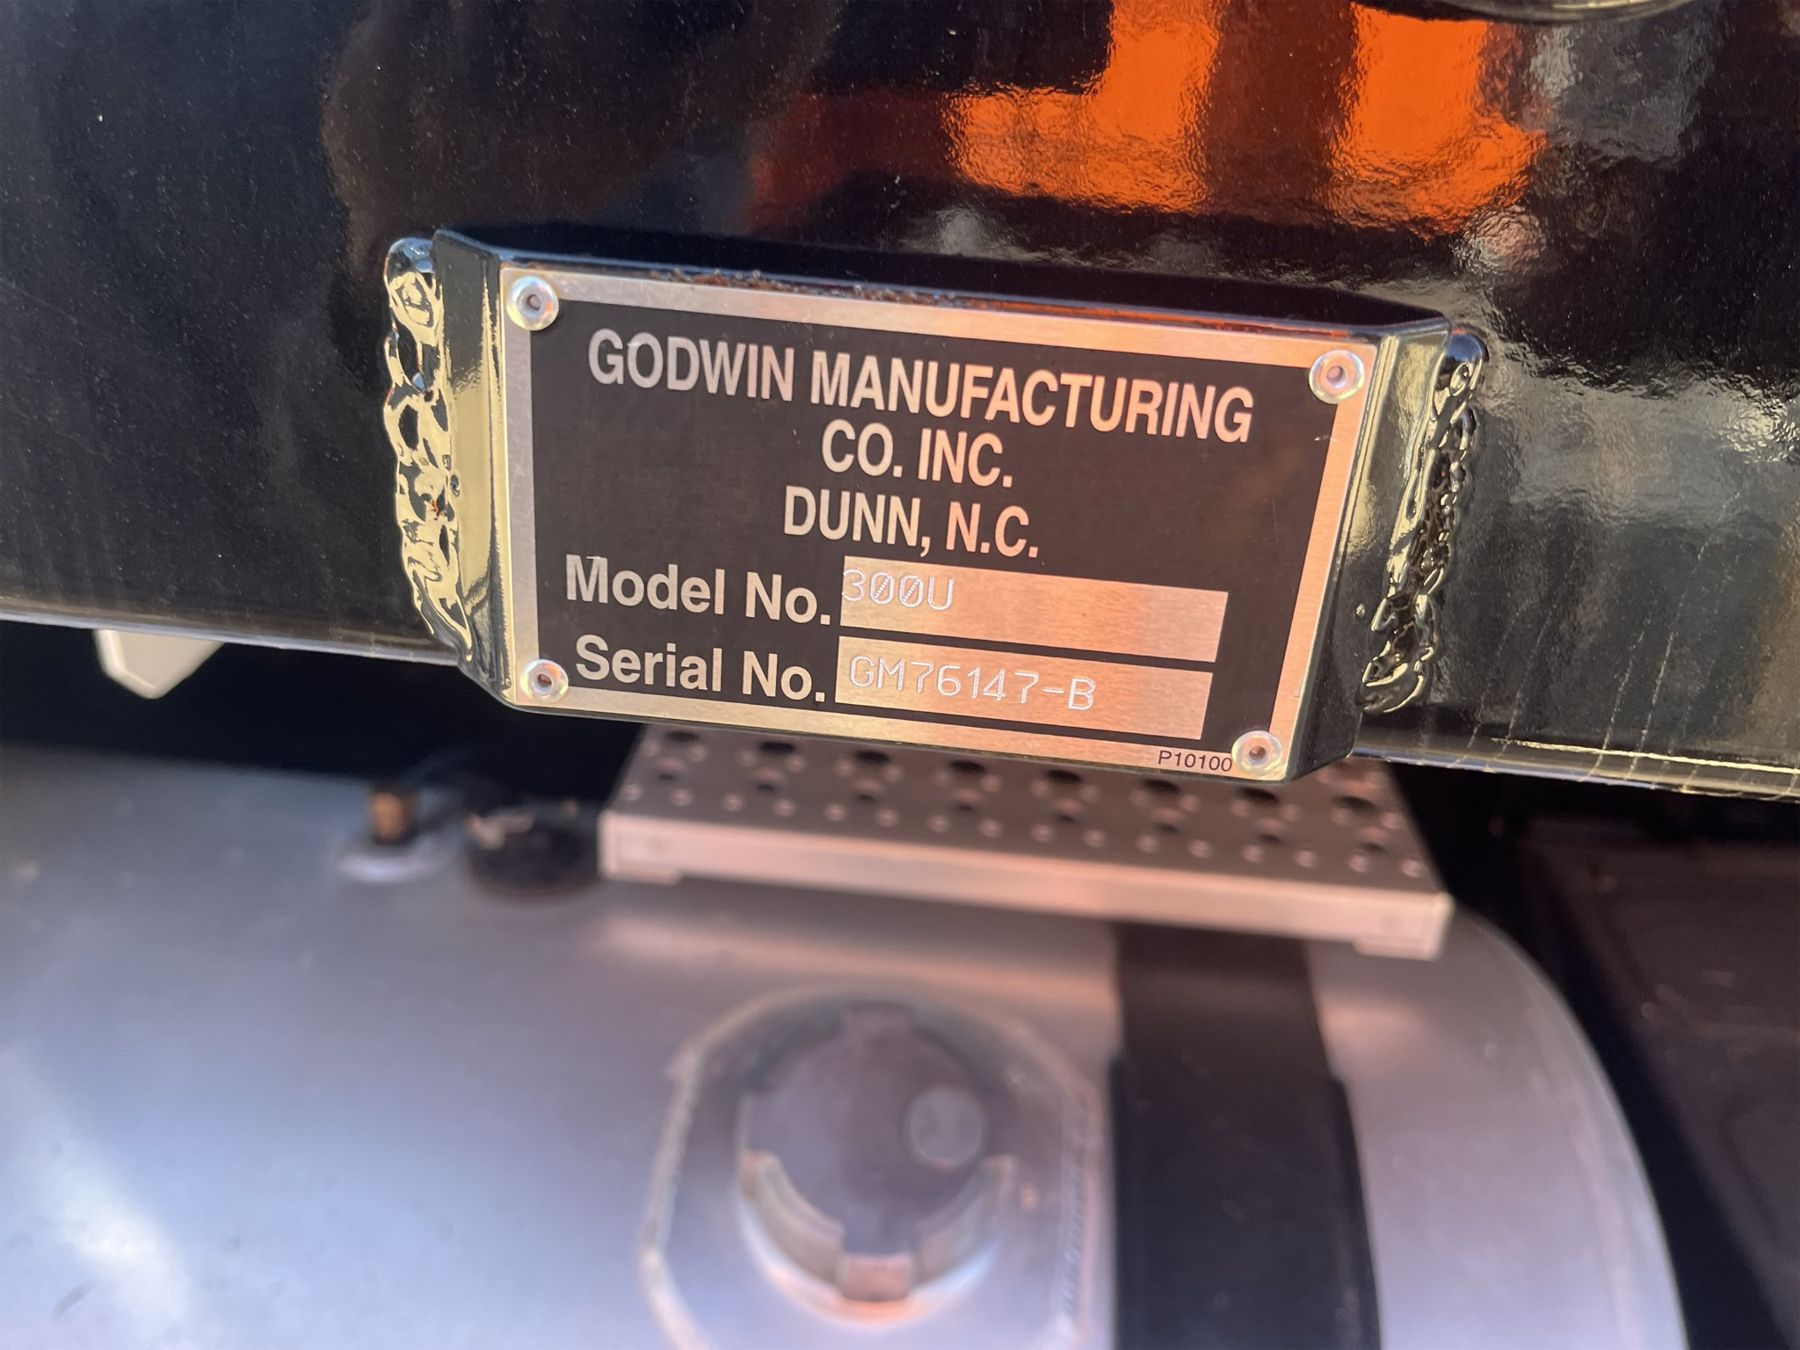 GODWIN MANUFACTURING
CO. INC.
DUNN, N.C.
Model No. 300U
Serial No. GM76147-B
P10100